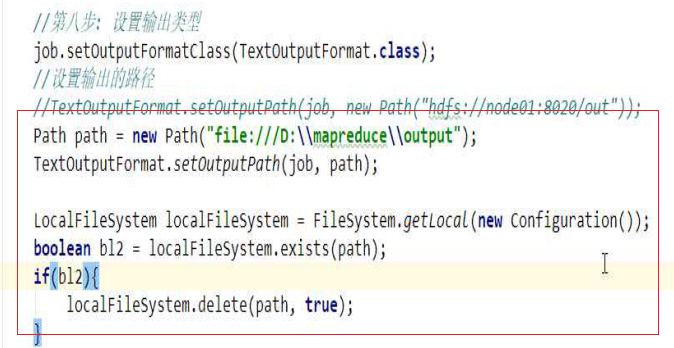 //第八步: 设置输出类型
job.setOutputFormatClass(TextOutputFormat.class);
//设置输出的路径
//TextOutputFormat.setOutputPath(job, new Path("hdfs://node01:8020/out"));
Path path = new Path("file:///D:\\mapreduce\\output");
TextOutputFormat.setOutputPath(job, path);
LocalFileSystem localFileSystem = FileSystem.getLocal(new Configuration());
boolean bl2 = localFileSystem.exists(path);
if(bl2){
localFileSystem.delete(path, true);
}